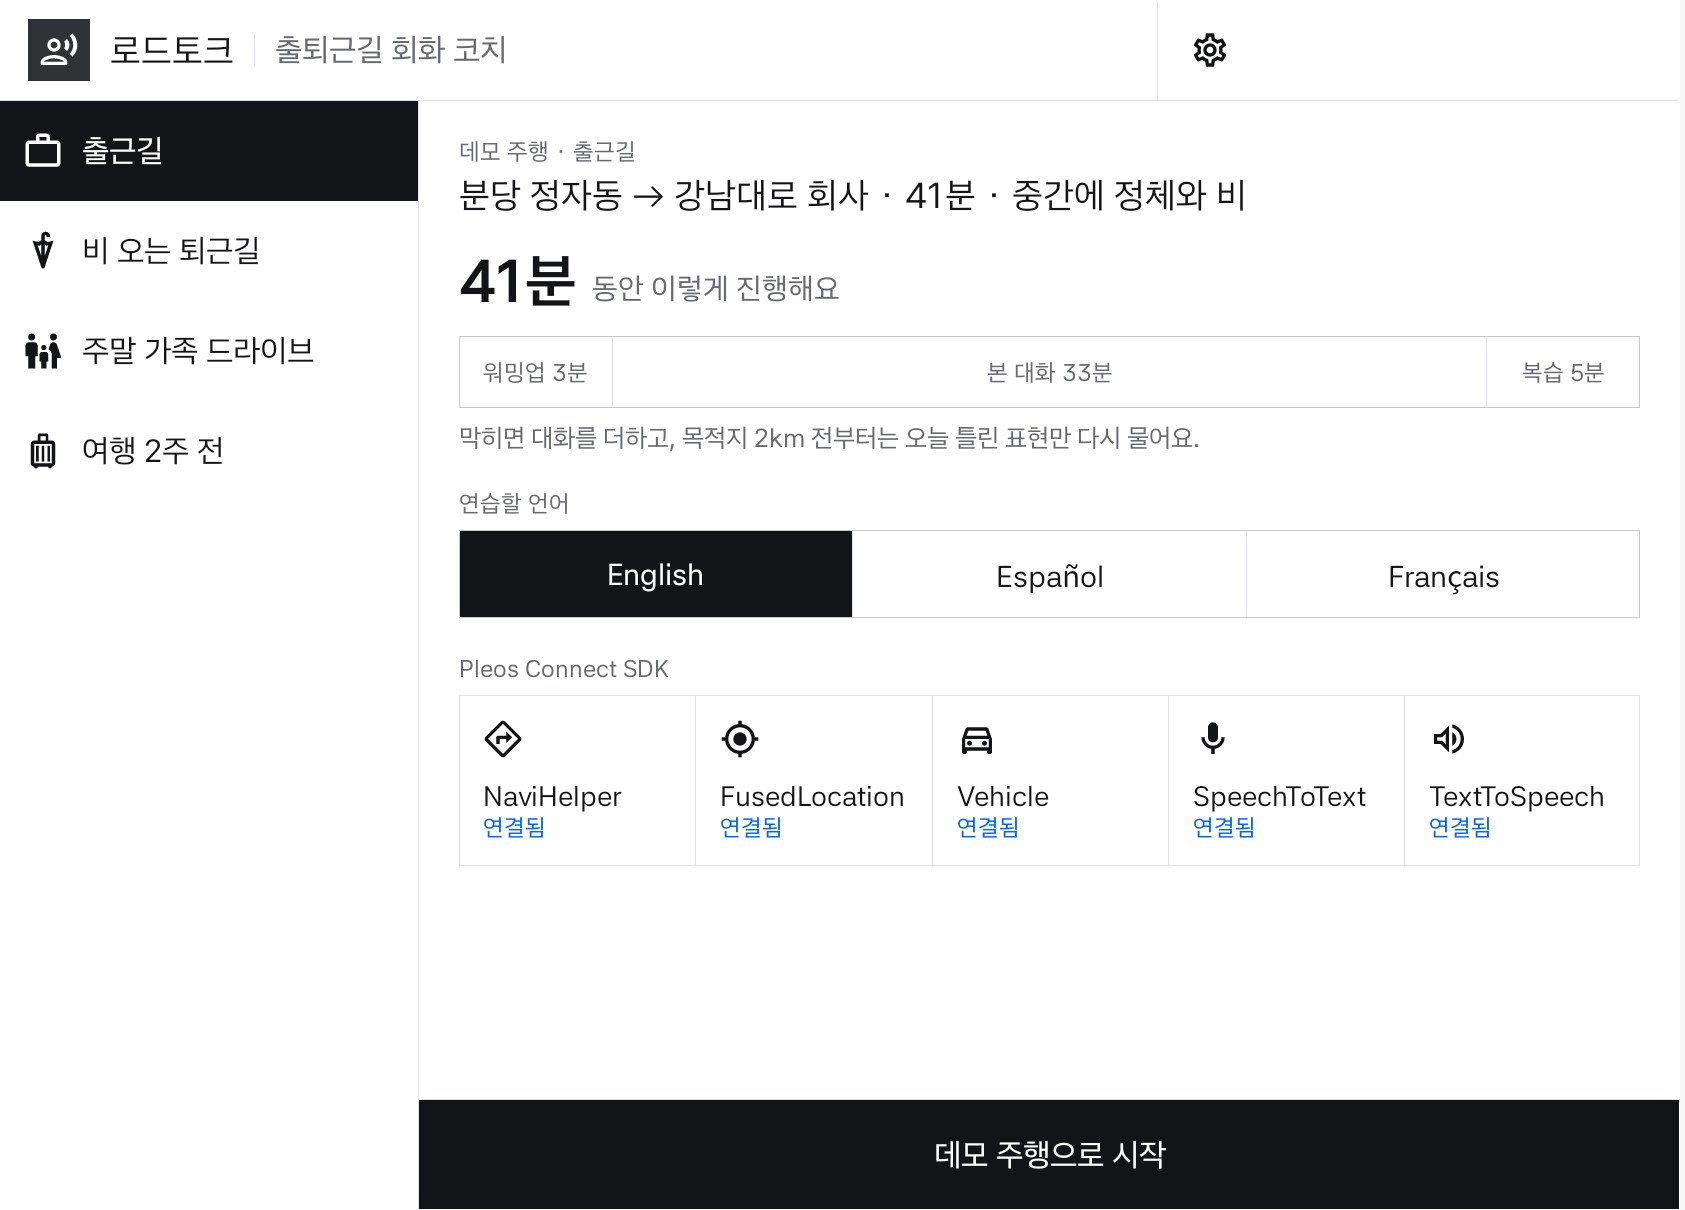 로드토크
출퇴근길 회화 코치
출근길
비 오는 퇴근길
주말 가족 드라이브
여행 2주 전
데모 주행 · 출근길
분당 정자동 → 강남대로 회사 · 41분 · 중간에 정체와 비
41분 동안 이렇게 진행해요
워밍업 3분
본 대화 33분
복습 5분
막히면 대화를 더하고, 목적지 2km 전부터는 오늘 틀린 표현만 다시 물어요.
연습할 언어
English
Español
Français
Pleos Connect SDK
NaviHelper
연결됨
FusedLocation
연결됨
Vehicle
연결됨
SpeechToText
연결됨
TextToSpeech
연결됨
데모 주행으로 시작